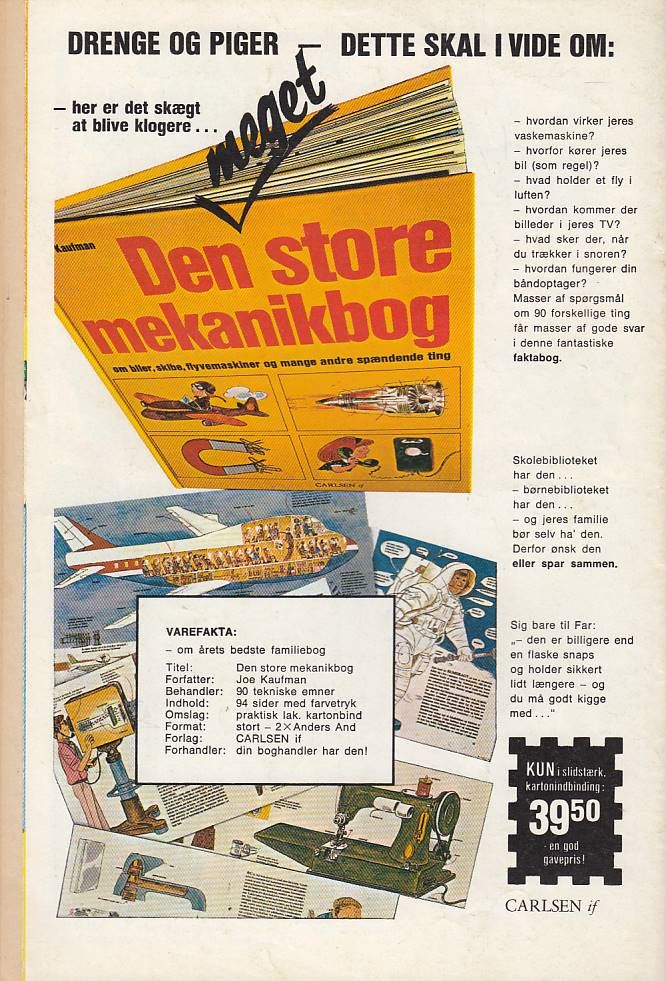 DRENGE OG PIGER – DETTE SKAL I VIDE OM:
– her er det skægt
at blive klogere...
meget
Kaufman
Den store
mekanikbog
om biler, skibe, flyvemaskiner og mange andre spændende ting
CARLSEN if
– hvordan virker jeres
vaskemaskine?
– hvorfor kører jeres
bil (som regel)?
– hvad holder et fly i
luften?
– hvordan kommer der
billeder i jeres TV?
– hvad sker der, når
du trækker i snoren?
– hvordan fungerer din
båndoptager?
Masser af spørgsmål
om 90 forskellige ting
får masser af gode svar
i denne fantastiske
faktabog.
Skolebiblioteket
har den...
– børnebiblioteket
har den...
– og jeres familie
bør selv ha' den.
Derfor ønsk den
eller spar sammen.
Sig bare til Far:
„– den er billigere end
en flaske snaps
og holder sikkert
lidt længere – og
du må godt kigge
med..."
VAREFAKTA:
– om årets bedste familiebog
Titel: Den store mekanikbog
Forfatter: Joe Kaufman
Behandler: 90 tekniske emner
Indhold: 94 sider med farvetryk
Omslag: praktisk lak. kartonbind
Format: stort – 2×Anders And
Forlag: CARLSEN if
Forhandler: din boghandler har den!
KUN i slidstærk.
kartonindbinding:
3950
- en god
gavepris!
CARLSEN if